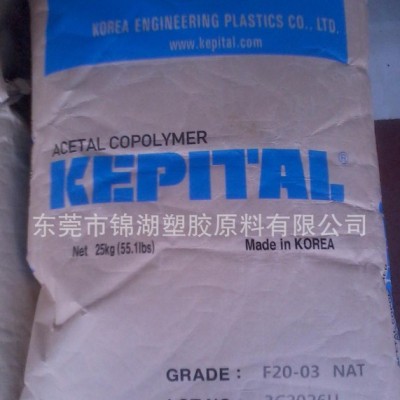 KOREA ENGINEERING PLASTICS CO., LTD.
www.kepital.com
ACETAL COPOLYMER
KEPITAL®
东莞市锦湖塑胶原料有限公司
Net 25kg (55.1lbs)
Made in KOREA
GRADE : F20-03 NAT